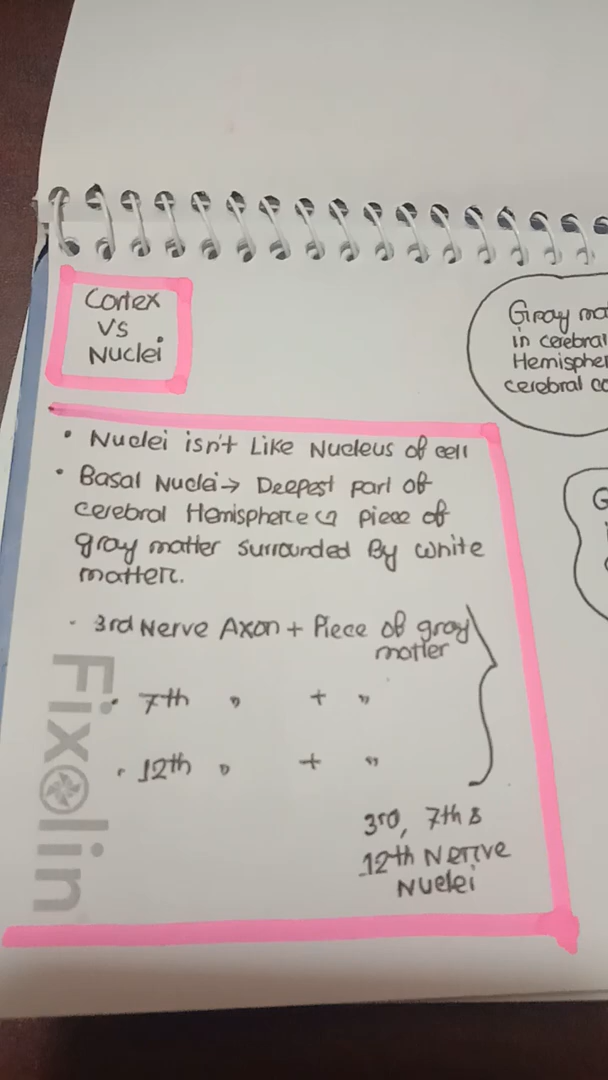 Cortex
VS
Nuclei
Gray ma
in cerebral
Hemispher
cerebral co
• Nuclei isn't Like Nucleus of cell
• Basal Nuclei → Deepest part of
cerebral Hemisphere piece of
gray matter surrounded By white
matter.
• 3rd Nerve Axon + Piece of gray
matter
• 7th " + "
• 12th " + "
3rd, 7th &
12th Nerve
Nuclei
G
Fixolin